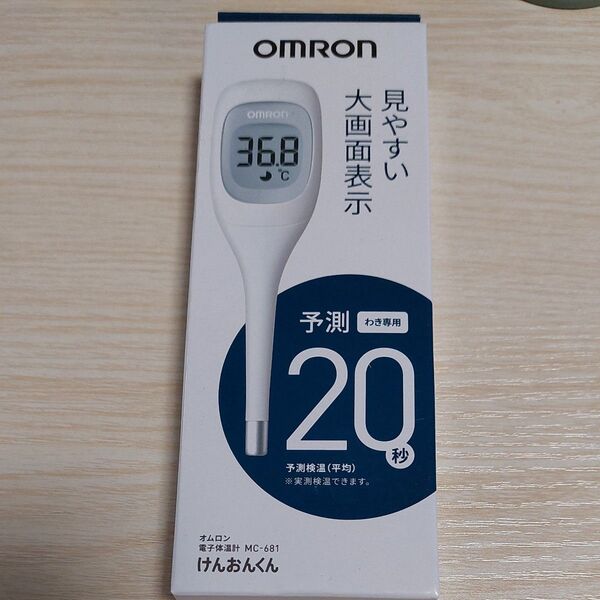 OMRON
見やすい
大画面表示
OMRON
36.8
℃
予測
わき専用
20秒
予測検温(平均)
※実測検温できます。
オムロン
電子体温計 MC-681
けんおんくん